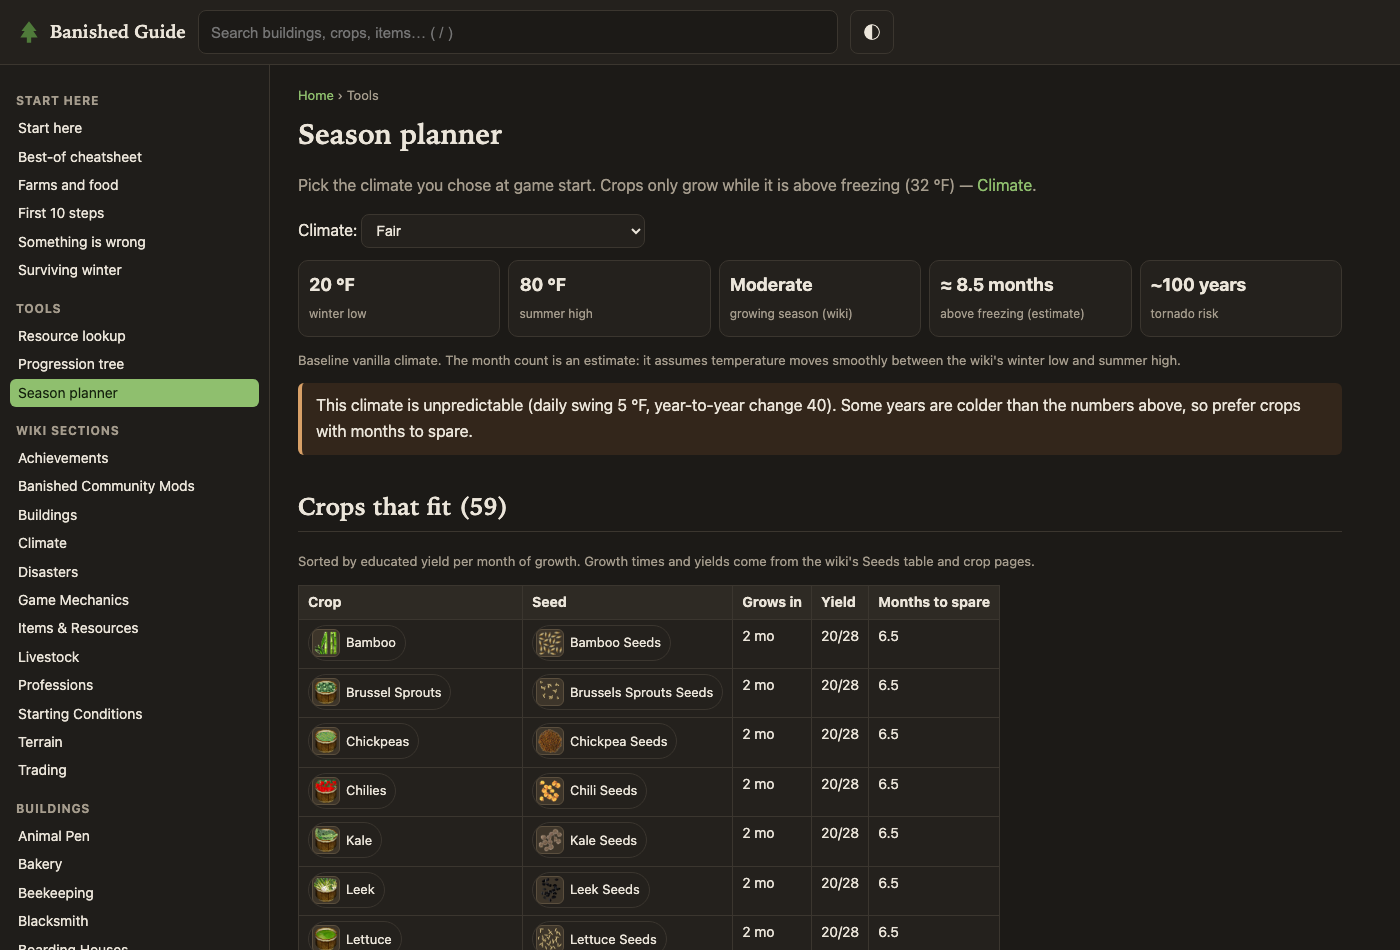 Banished Guide
Search buildings, crops, items… ( / )
START HERE
Start here
Best-of cheatsheet
Farms and food
First 10 steps
Something is wrong
Surviving winter
TOOLS
Resource lookup
Progression tree
Season planner
WIKI SECTIONS
Achievements
Banished Community Mods
Buildings
Climate
Disasters
Game Mechanics
Items & Resources
Livestock
Professions
Starting Conditions
Terrain
Trading
BUILDINGS
Animal Pen
Bakery
Beekeeping
Blacksmith
Boarding Houses
Home › Tools
Season planner
Pick the climate you chose at game start. Crops only grow while it is above freezing (32 °F) — Climate.
Climate: Fair
20 °F
winter low
80 °F
summer high
Moderate
growing season (wiki)
≈ 8.5 months
above freezing (estimate)
~100 years
tornado risk
Baseline vanilla climate. The month count is an estimate: it assumes temperature moves smoothly between the wiki's winter low and summer high.
This climate is unpredictable (daily swing 5 °F, year-to-year change 40). Some years are colder than the numbers above, so prefer crops
with months to spare.
Crops that fit (59)
Sorted by educated yield per month of growth. Growth times and yields come from the wiki's Seeds table and crop pages.
Crop Seed Grows in Yield Months to spare
Bamboo Bamboo Seeds 2 mo 20/28 6.5
Brussel Sprouts Brussels Sprouts Seeds 2 mo 20/28 6.5
Chickpeas Chickpea Seeds 2 mo 20/28 6.5
Chilies Chili Seeds 2 mo 20/28 6.5
Kale Kale Seeds 2 mo 20/28 6.5
Leek Leek Seeds 2 mo 20/28 6.5
Lettuce Lettuce Seeds 2 mo 20/28 6.5